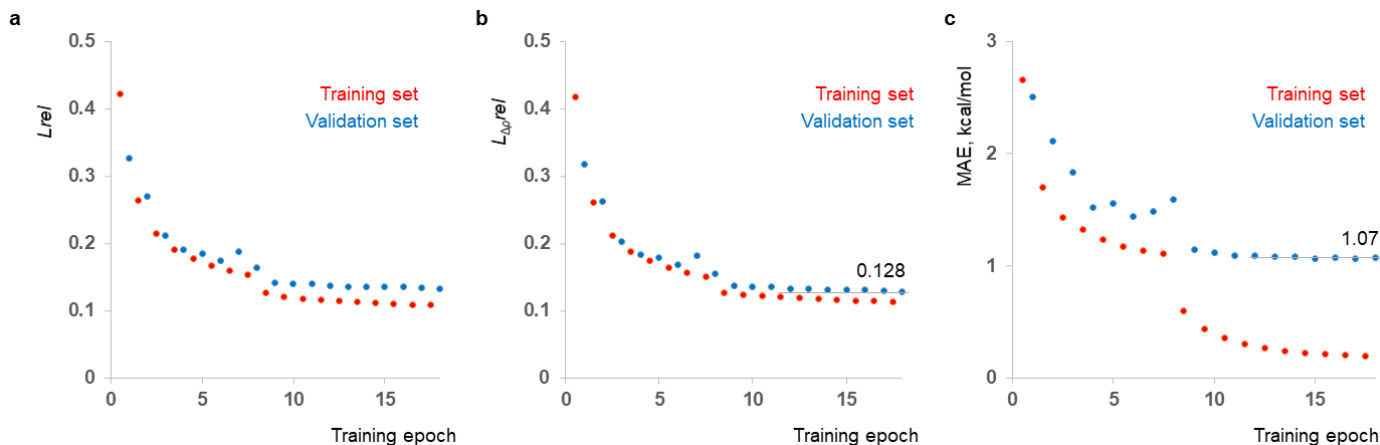 a
Lrel
0.5
0.4
0.3
0.2
0.1
0
0 5 10 15
Training set
Validation set
Training epoch
b
LΔρrel
0.5
0.4
0.3
0.2
0.1
0
0 5 10 15
Training set
Validation set
0.128
Training epoch
c
MAE, kcal/mol
3
2
1
0
0 5 10 15
Training set
Validation set
1.07
Training epoch